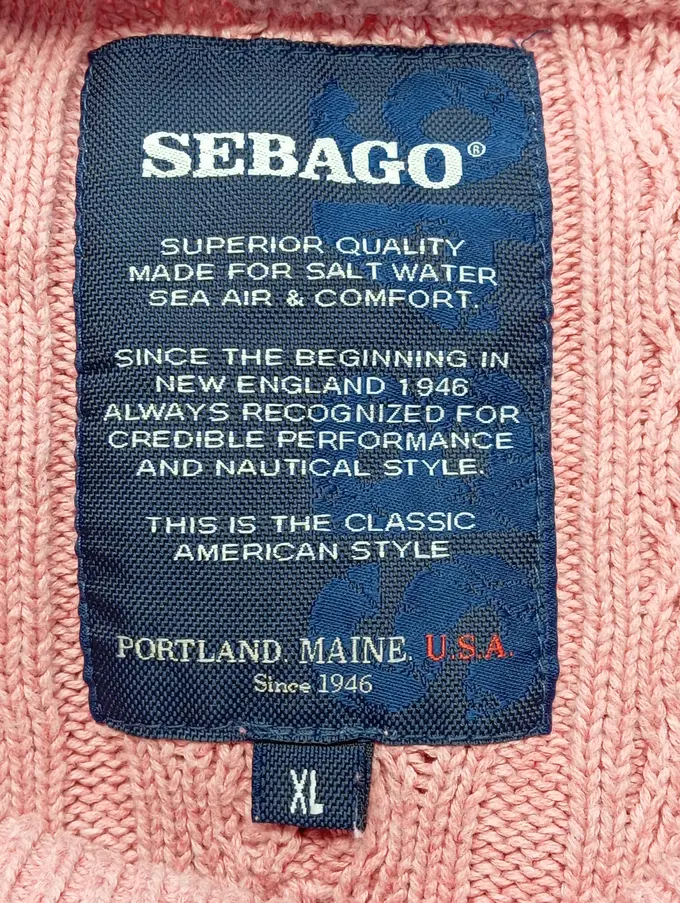 SEBAGO®
SUPERIOR QUALITY
MADE FOR SALT WATER
SEA AIR & COMFORT.
SINCE THE BEGINNING IN
NEW ENGLAND 1946
ALWAYS RECOGNIZED FOR
CREDIBLE PERFORMANCE
AND NAUTICAL STYLE.
THIS IS THE CLASSIC
AMERICAN STYLE
PORTLAND. MAINE. U.S.A.
Since 1946
XL